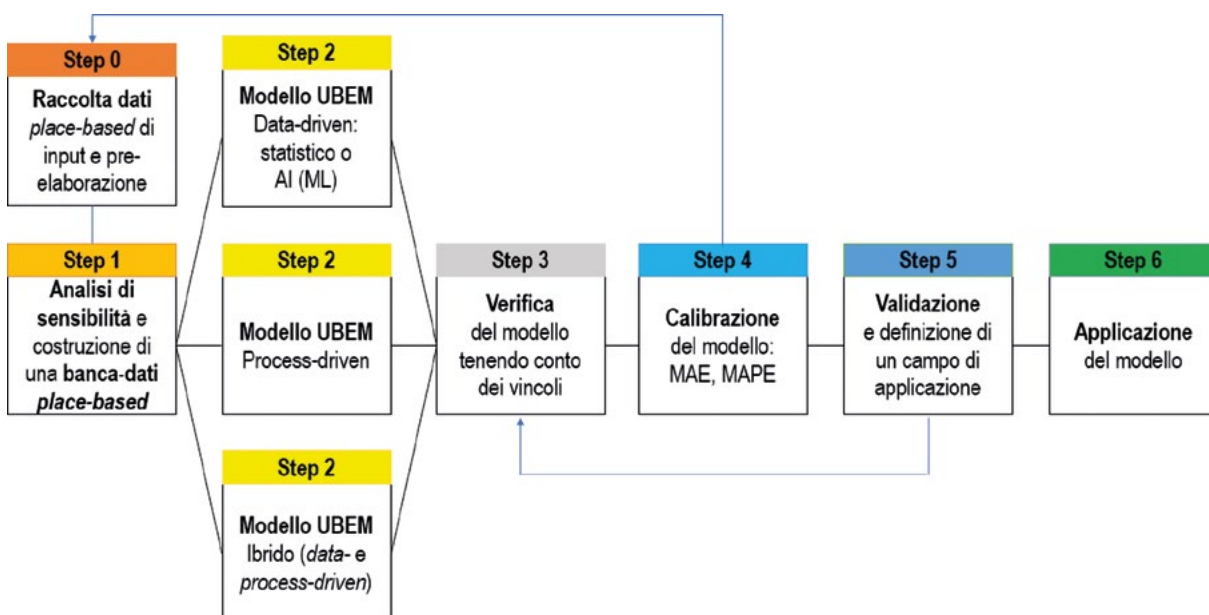 Step 0
Raccolta dati
place-based di
input e pre-
elaborazione
Step 1
Analisi di
sensibilità e
costruzione di
una banca-dati
place-based
Step 2
Modello UBEM
Data-driven:
statistico o
AI (ML)
Step 2
Modello UBEM
Process-driven
Step 2
Modello UBEM
Ibrido (data- e
process-driven)
Step 3
Verifica
del modello
tenendo conto
dei vincoli
Step 4
Calibrazione
del modello:
MAE, MAPE
Step 5
Validazione
e definizione di
un campo di
applicazione
Step 6
Applicazione
del modello